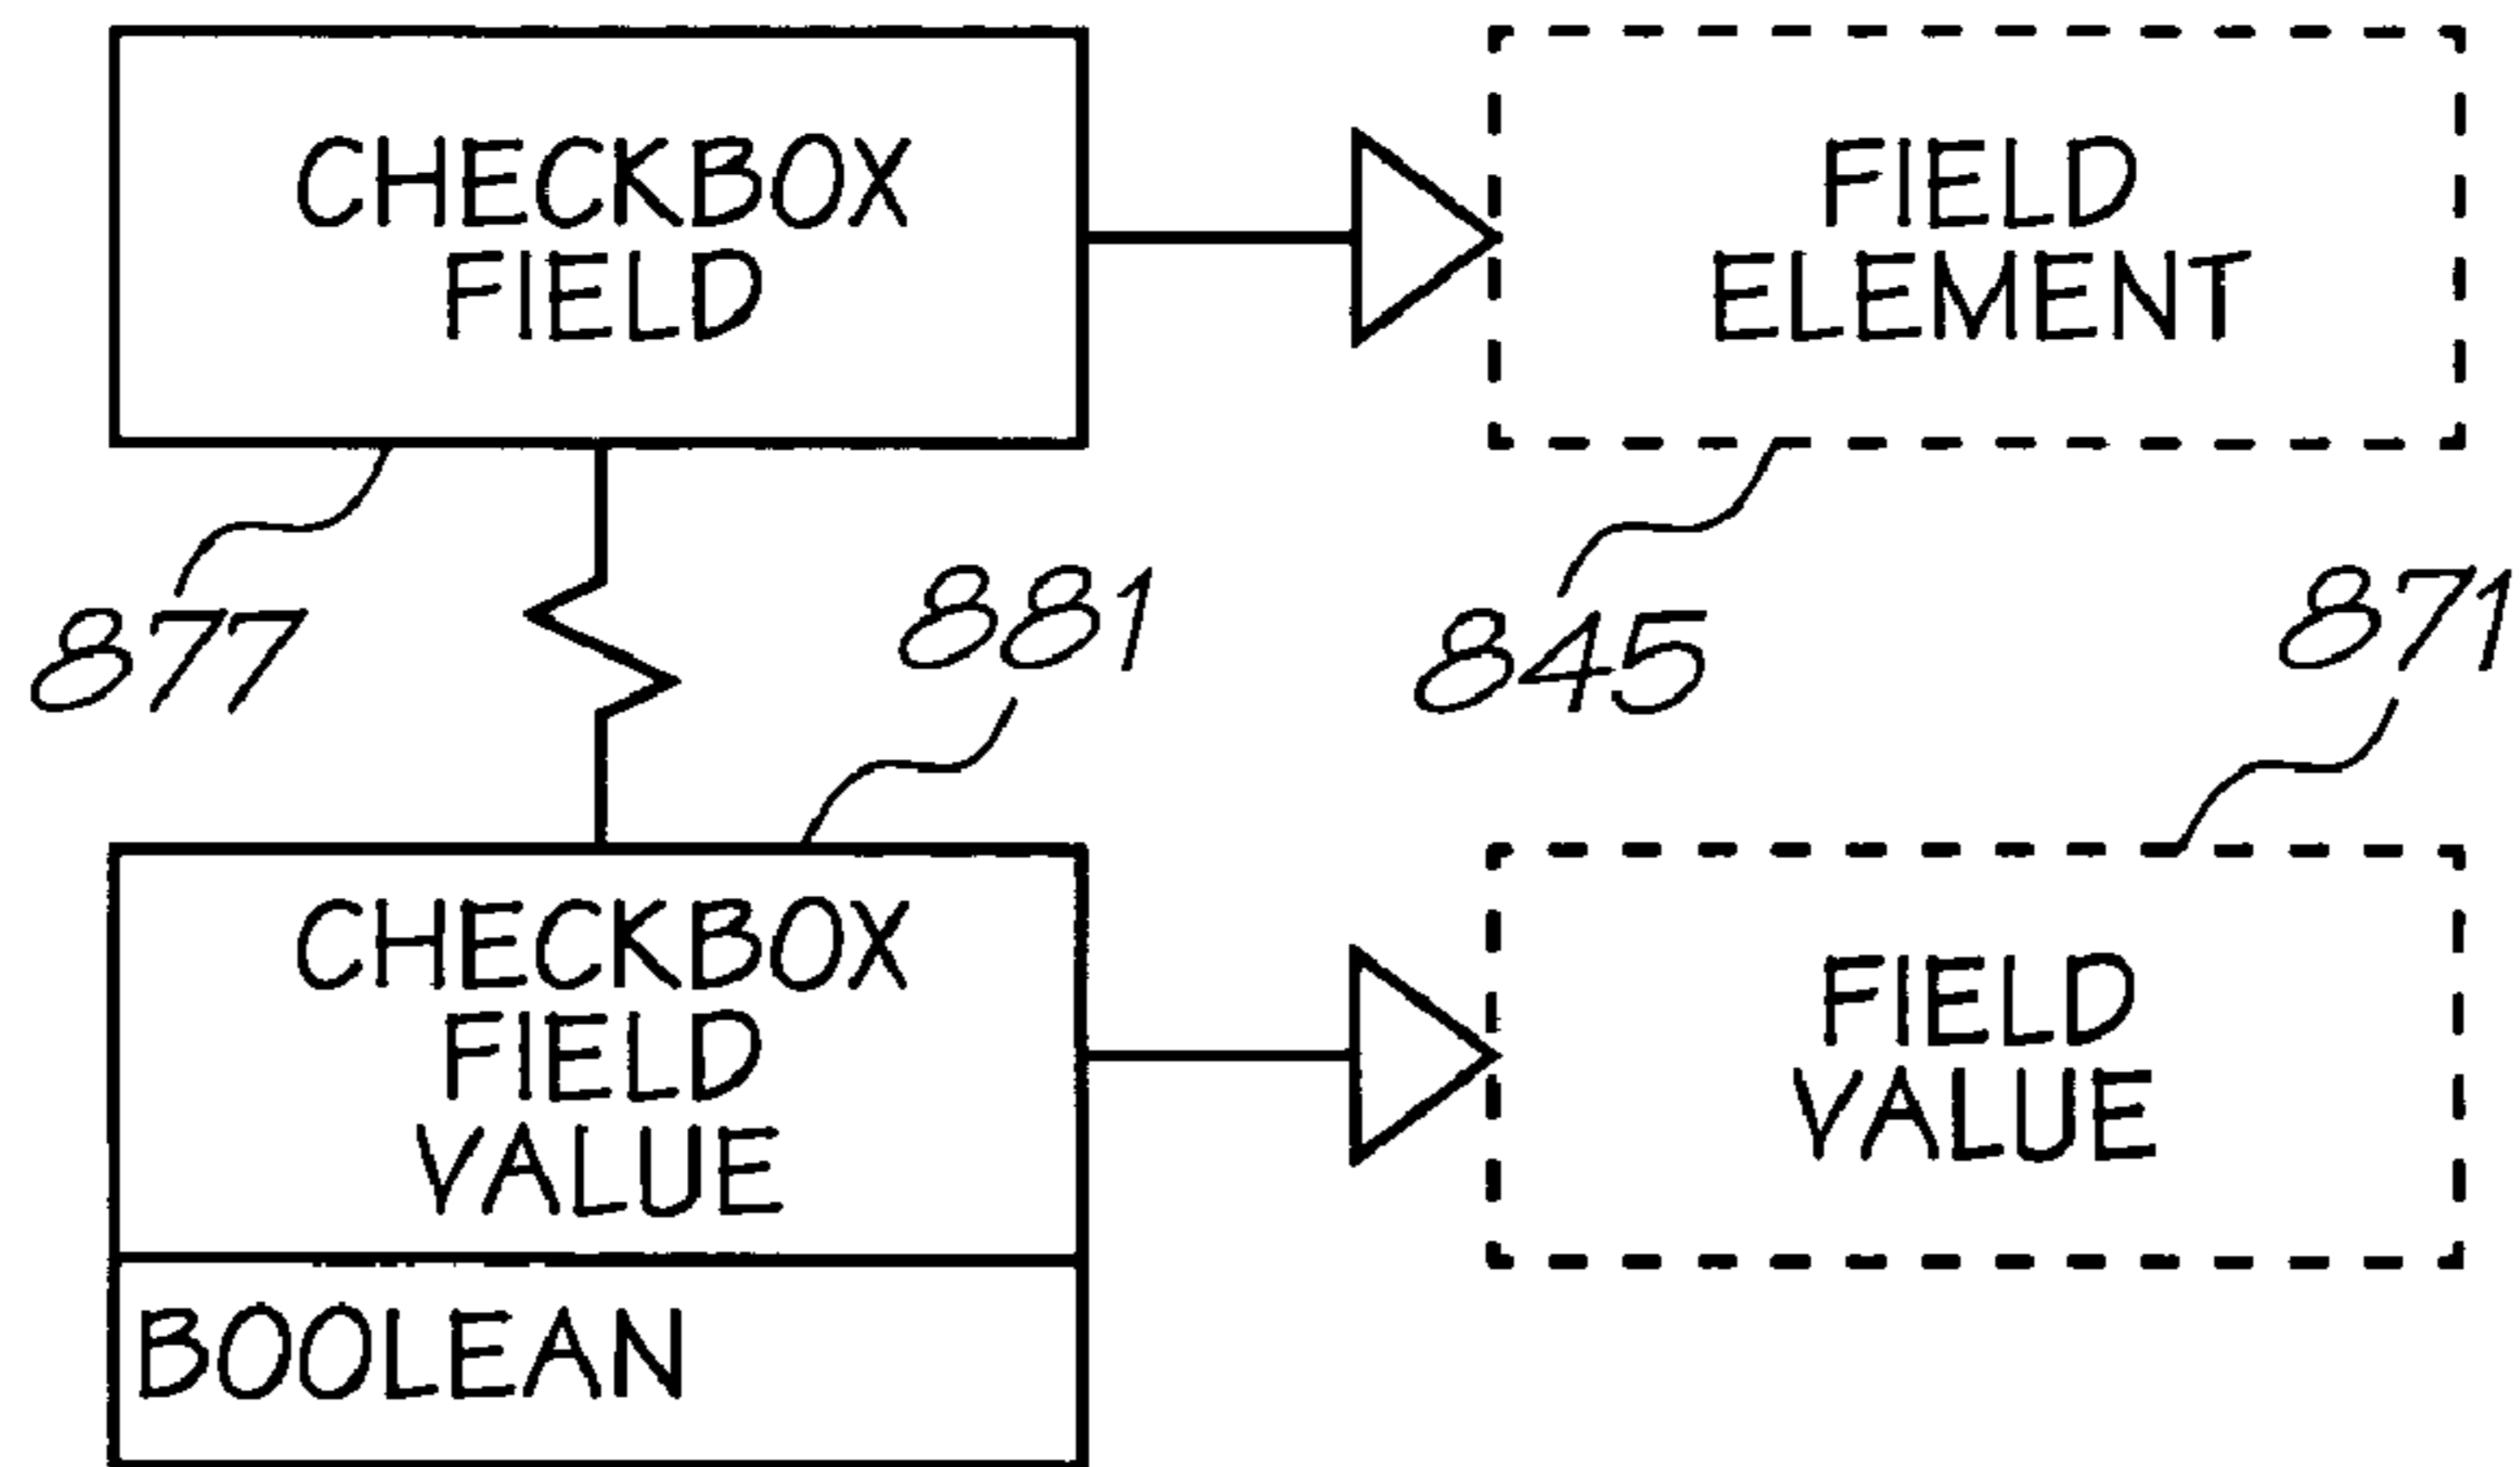 CHECKBOX
FIELD
FIELD
ELEMENT
877
881
845
871
CHECKBOX
FIELD
VALUE
FIELD
VALUE
BOOLEAN